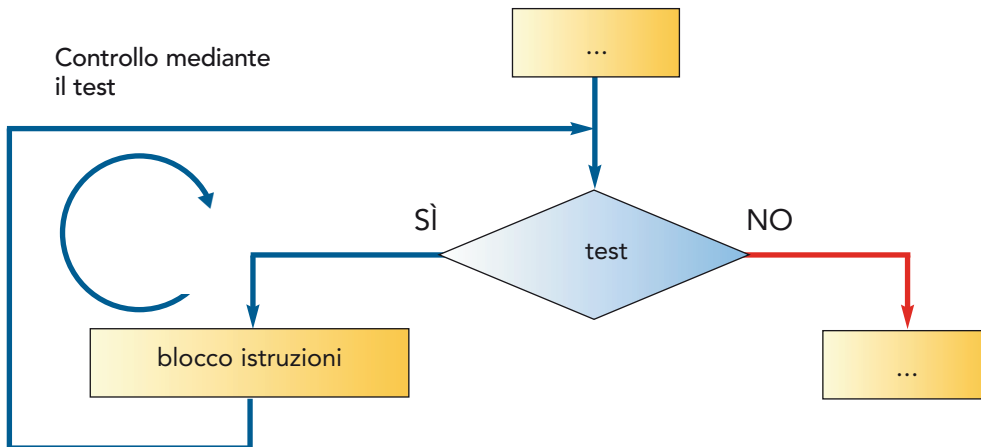 ...
Controllo mediante
il test
SÌ
NO
test
blocco istruzioni
...